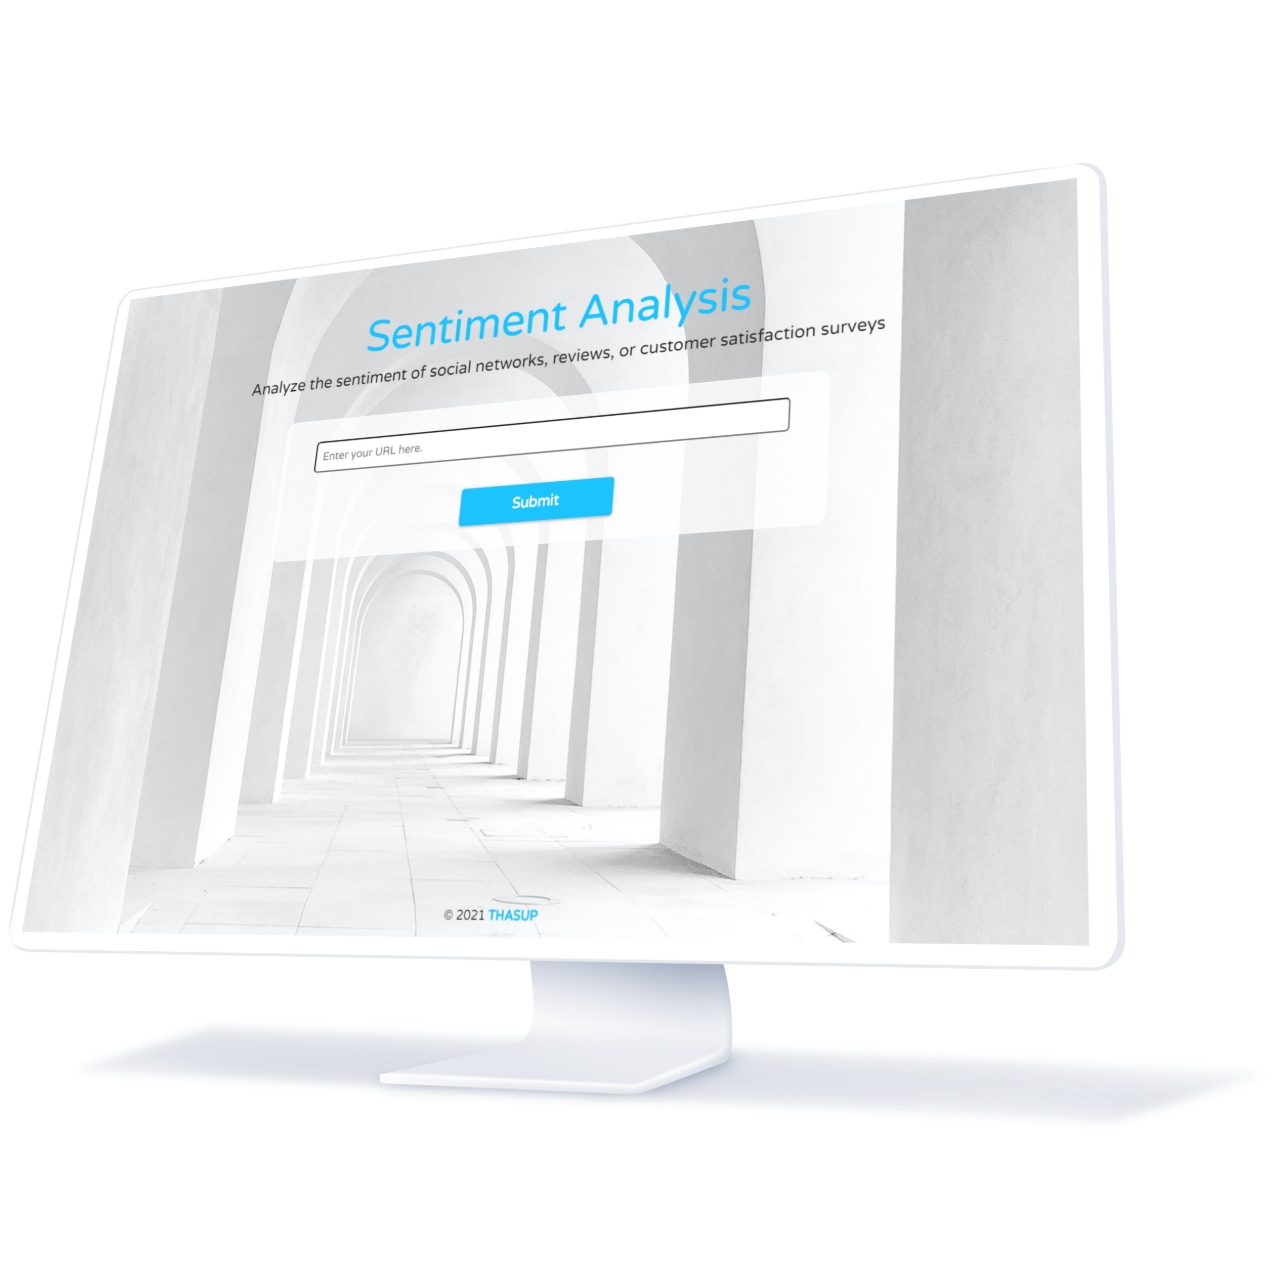 Sentiment Analysis
Analyze the sentiment of social networks, reviews, or customer satisfaction surveys
Enter your URL here.
Submit
© 2021 THASUP